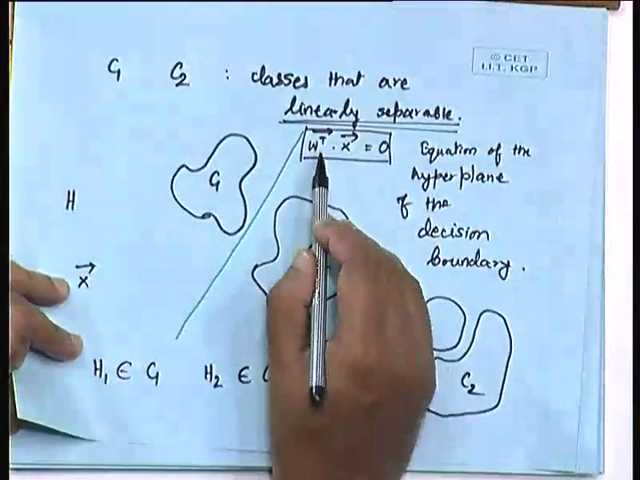 © CET
I.I.T. KGP
C1 C2 : classes that are
linearly separable.
w^T . x = 0
Equation of the
hyperplane
of the
decision
boundary.
C1
H
x
H1 ∈ C1 H2 ∈
C2